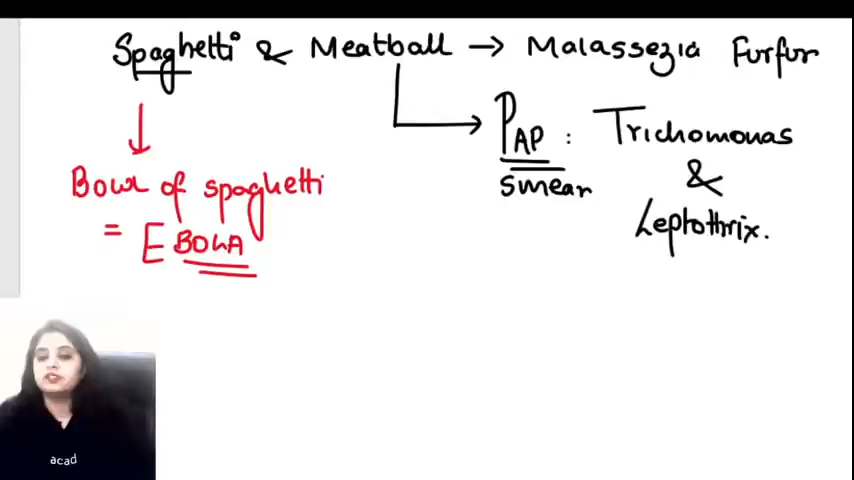 Spaghetti & Meatball → Malassezia Furfur
PAP : Trichomonas
smear &
Leptothrix.
Bowl of spaghetti
= EBOLA
acad